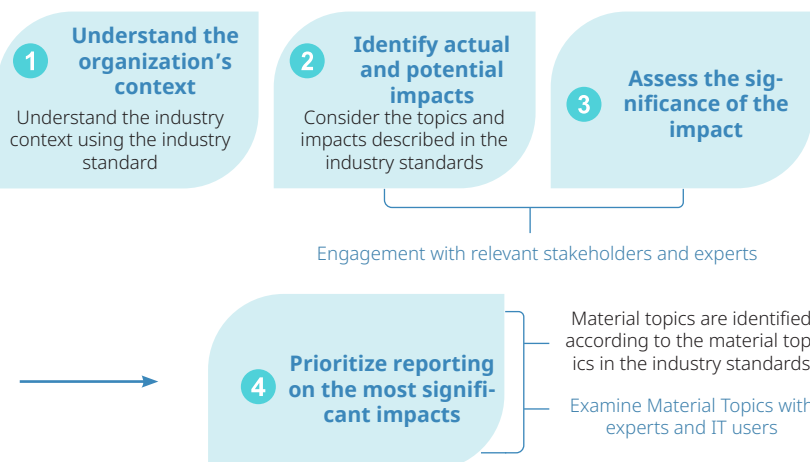 1
Understand the
organization's
context
Understand the industry
context using the industry
standard
2
Identify actual
and potential
impacts
Consider the topics and
impacts described in the
industry standards
3
Assess the sig-
nificance of the
impact
Engagement with relevant stakeholders and experts
4
Prioritize reporting
on the most signifi-
cant impacts
Material topics are identified
according to the material top
ics in the industry standards
Examine Material Topics with
experts and IT users